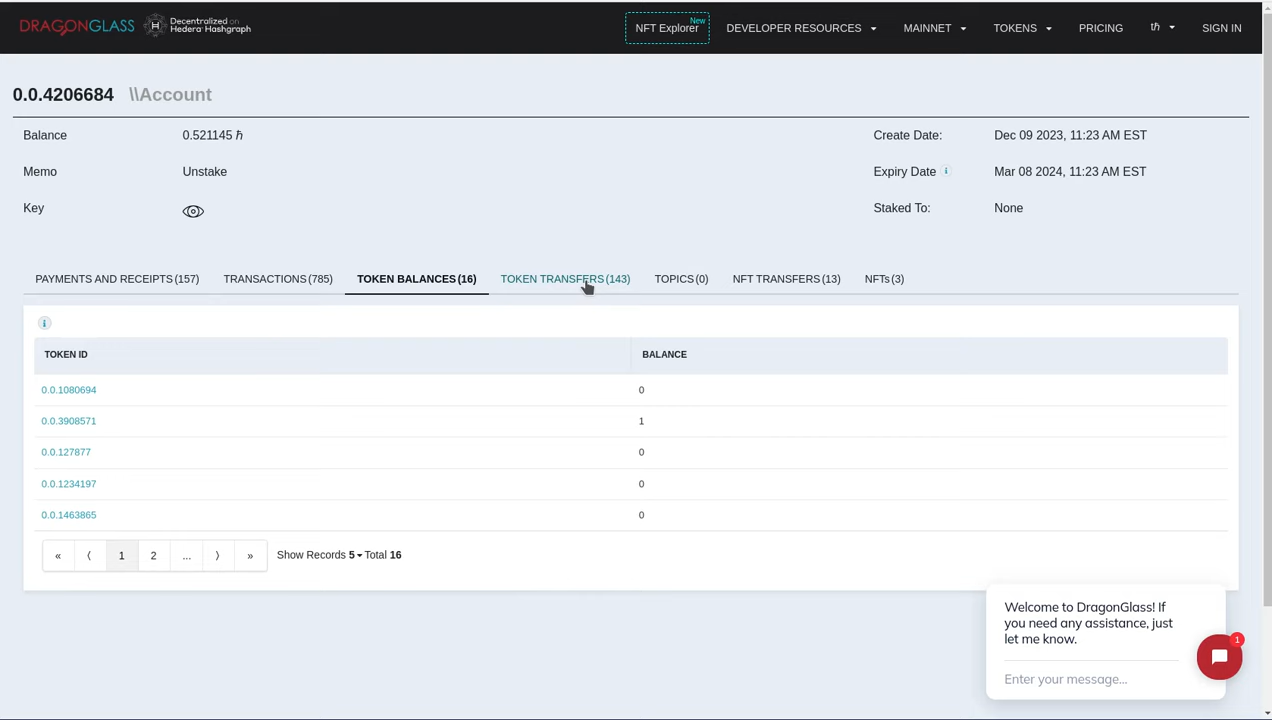 DRAGONGLASS
Decentralized on
Hedera Hashgraph
New
NFT Explorer
DEVELOPER RESOURCES
MAINNET
TOKENS
PRICING
tℏ
SIGN IN
0.0.4206684 \\Account
Balance 0.521145 ℏ
Create Date: Dec 09 2023, 11:23 AM EST
Memo Unstake
Expiry Date i Mar 08 2024, 11:23 AM EST
Key
Staked To: None
PAYMENTS AND RECEIPTS (157) TRANSACTIONS (785) TOKEN BALANCES (16) TOKEN TRANSFERS (143) TOPICS (0) NFT TRANSFERS (13) NFTs (3)
i
TOKEN ID BALANCE
0.0.1080694 0
0.0.3908571 1
0.0.127877 0
0.0.1234197 0
0.0.1463865 0
« ⟨ 1 2 ... ⟩ » Show Records 5 Total 16
Welcome to DragonGlass! If
you need any assistance, just
let me know.
1
Enter your message...